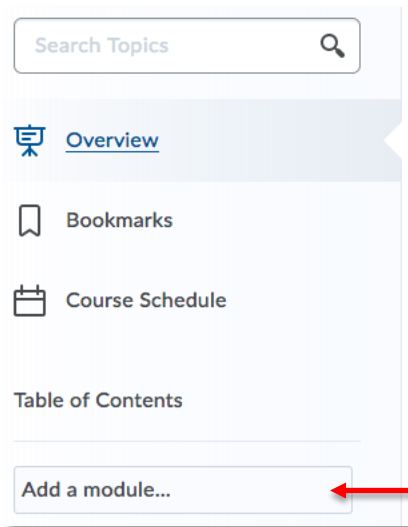 Search Topics
Overview
Bookmarks
Course Schedule
Table of Contents
Add a module...